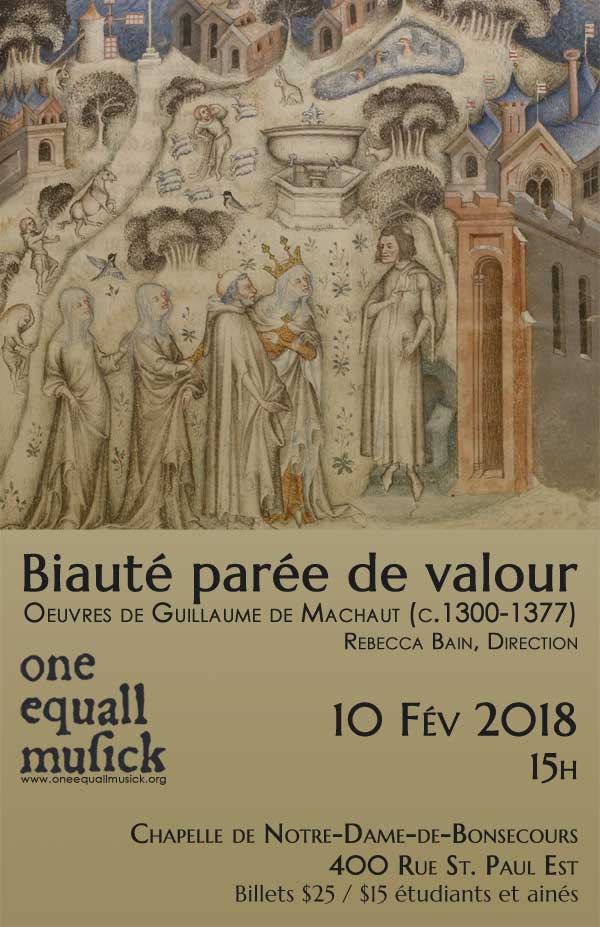 Biauté parée de valour
Oeuvres de Guillaume de Machaut (c.1300-1377)
Rebecca Bain, Direction
one
equall
muſick
www.oneequallmusick.org
10 Fév 2018
15h
Chapelle de Notre-Dame-de-Bonsecours
400 Rue St. Paul Est
Billets $25 / $15 étudiants et ainés